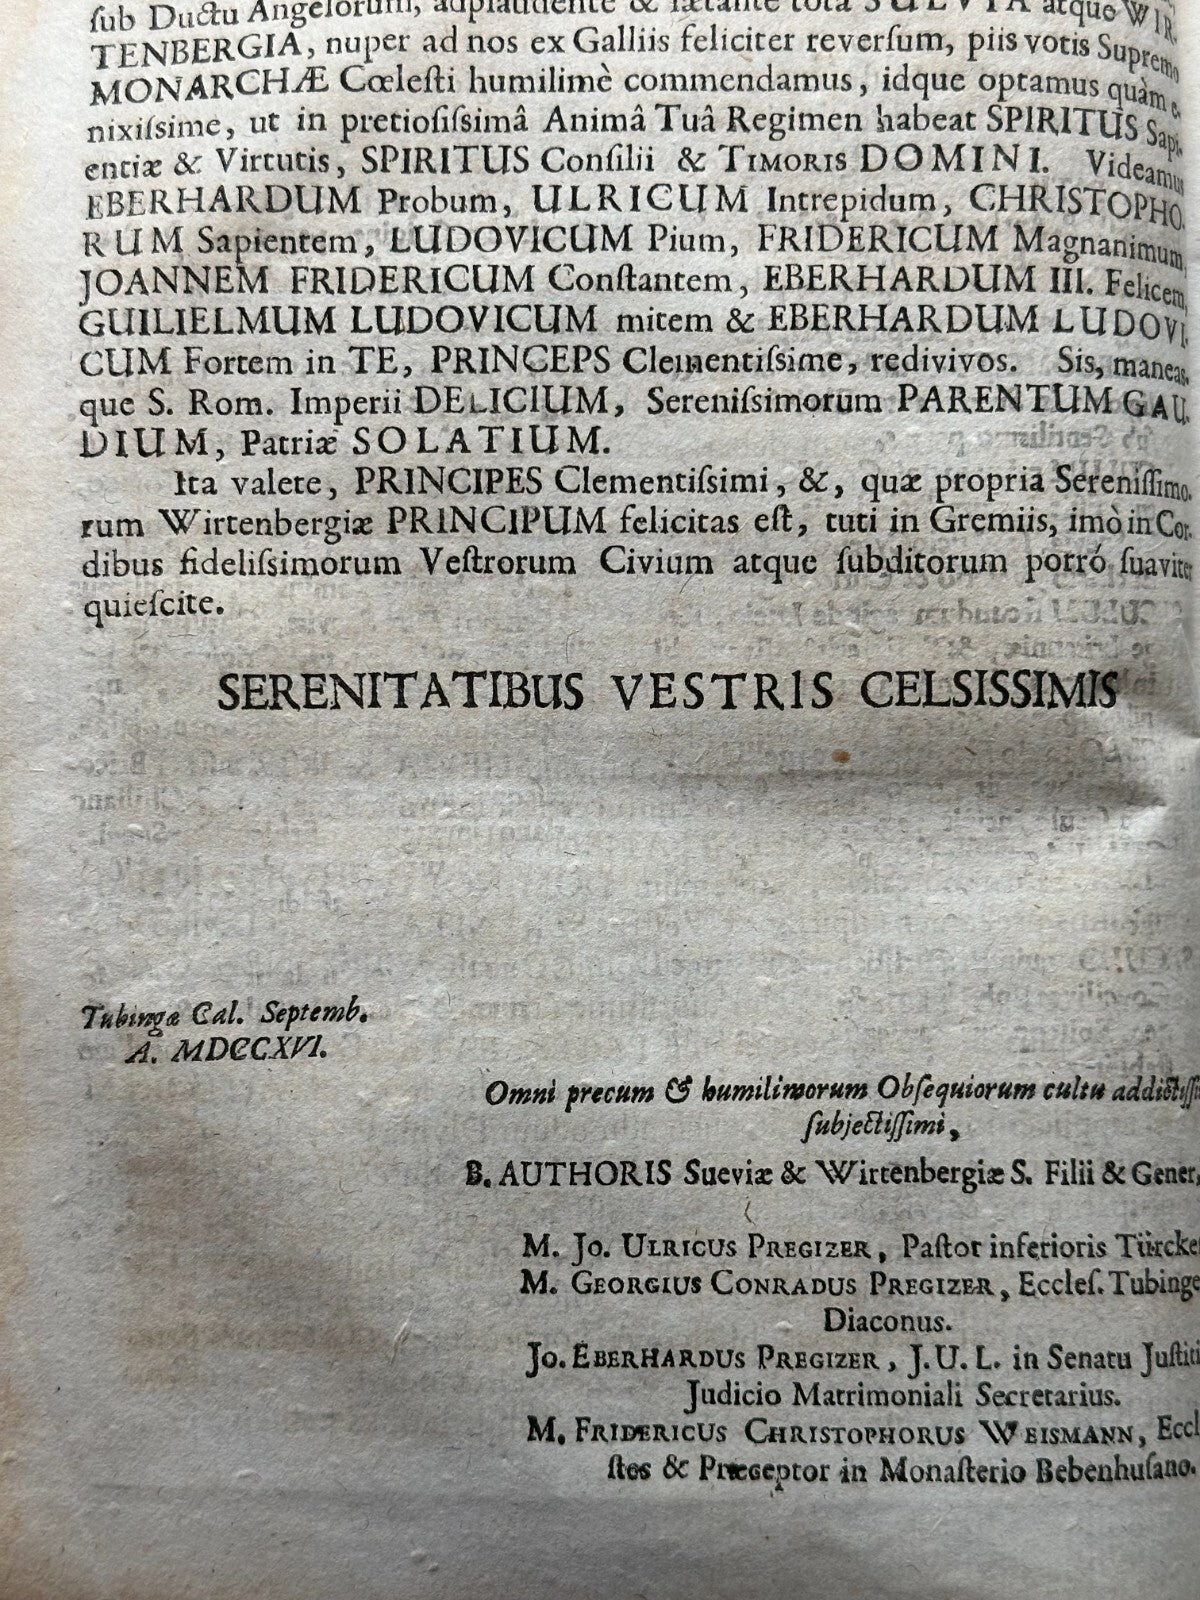 ſub Ductu Angelorum, adplaudente & lætante tota SUEVIA atque WIR-
TENBERGIA, nuper ad nos ex Galliis feliciter reverſum, piis votis Supremo
MONARCHÆ Cœleſti humilimè commendamus, idque optamus quàm e-
nixiſsime, ut in pretioſiſsimâ Animâ Tuâ Regimen habeat SPIRITUS Sapi-
entiæ & Virtutis, SPIRITUS Conſilii & TIMORIS DOMINI. Videamus
EBERHARDUM Probum, ULRICUM Intrepidum, CHRISTOPHO-
RUM Sapientem, LUDOVICUM Pium, FRIDERICUM Magnanimum,
JOANNEM FRIDERICUM Conſtantem, EBERHARDUM III. Felicem,
GUILIELMUM LUDOVICUM mitem & EBERHARDUM LUDOVI-
CUM Fortem in TE, PRINCEPS Clementiſsime, redivivos. Sis, maneas-
que S. Rom. Imperii DELICIUM, Sereniſsimorum PARENTUM GAU-
DIUM, Patriæ SOLATIUM.
Ita valete, PRINCIPES Clementiſsimi, &, quæ propria Sereniſſimo-
rum Wirtenbergiæ PRINCIPUM felicitas eſt, tuti in Gremiis, imò in Cor-
dibus fideliſsimorum Veſtrorum Civium atque ſubditorum porró ſuaviter
quieſcite.
SERENITATIBUS VESTRIS CELSISSIMIS
Tubingæ Cal. Septemb.
A. MDCCXVI.
Omni precum & humilimorum Obſequiorum cultu addictiſſi
ſubjectiſſimi,
B. AUTHORIS Sueviæ & Wirtenbergiæ S. Filii & Gener,
M. JO. ULRICUS PREGIZER, Paſtor inferioris Türcke
M. GEORGIUS CONRADUS PREGIZER, Eccleſ. Tubinge
Diaconus.
JO. EBERHARDUS PREGIZER, J. U. L. in Senatu Juſtiti
Judicio Matrimoniali Secretarius.
M. FRIDERICUS CHRISTOPHORUS WEISMANN, Eccl
ſtes & Præceptor in Monaſterio Bebenhuſano.